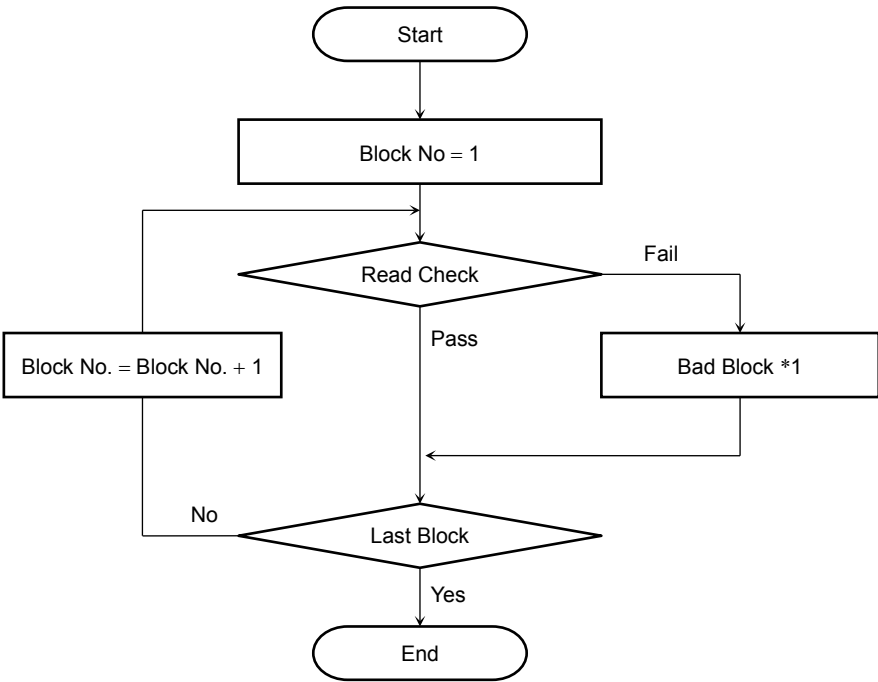 Start
Block No = 1
Read Check
Fail
Pass
Block No. = Block No. + 1
Bad Block *1
No
Last Block
Yes
End